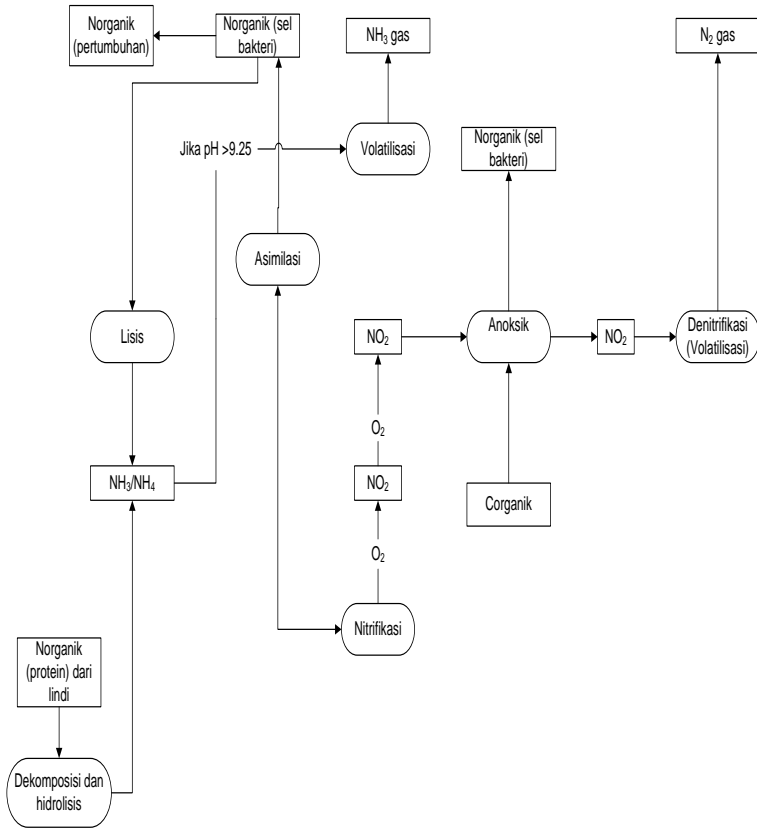 Norganik
(pertumbuhan)
Norganik (sel
bakteri)
NH₃ gas
N₂ gas
Jika pH >9.25
Volatilisasi
Norganik (sel
bakteri)
Asimilasi
Lisis
NO₂
Anoksik
NO₂
Denitrifikasi
(Volatilisasi)
O₂
NH₃/NH₄
NO₂
Corganik
O₂
Nitrifikasi
Norganik
(protein) dari
lindi
Dekomposisi dan
hidrolisis